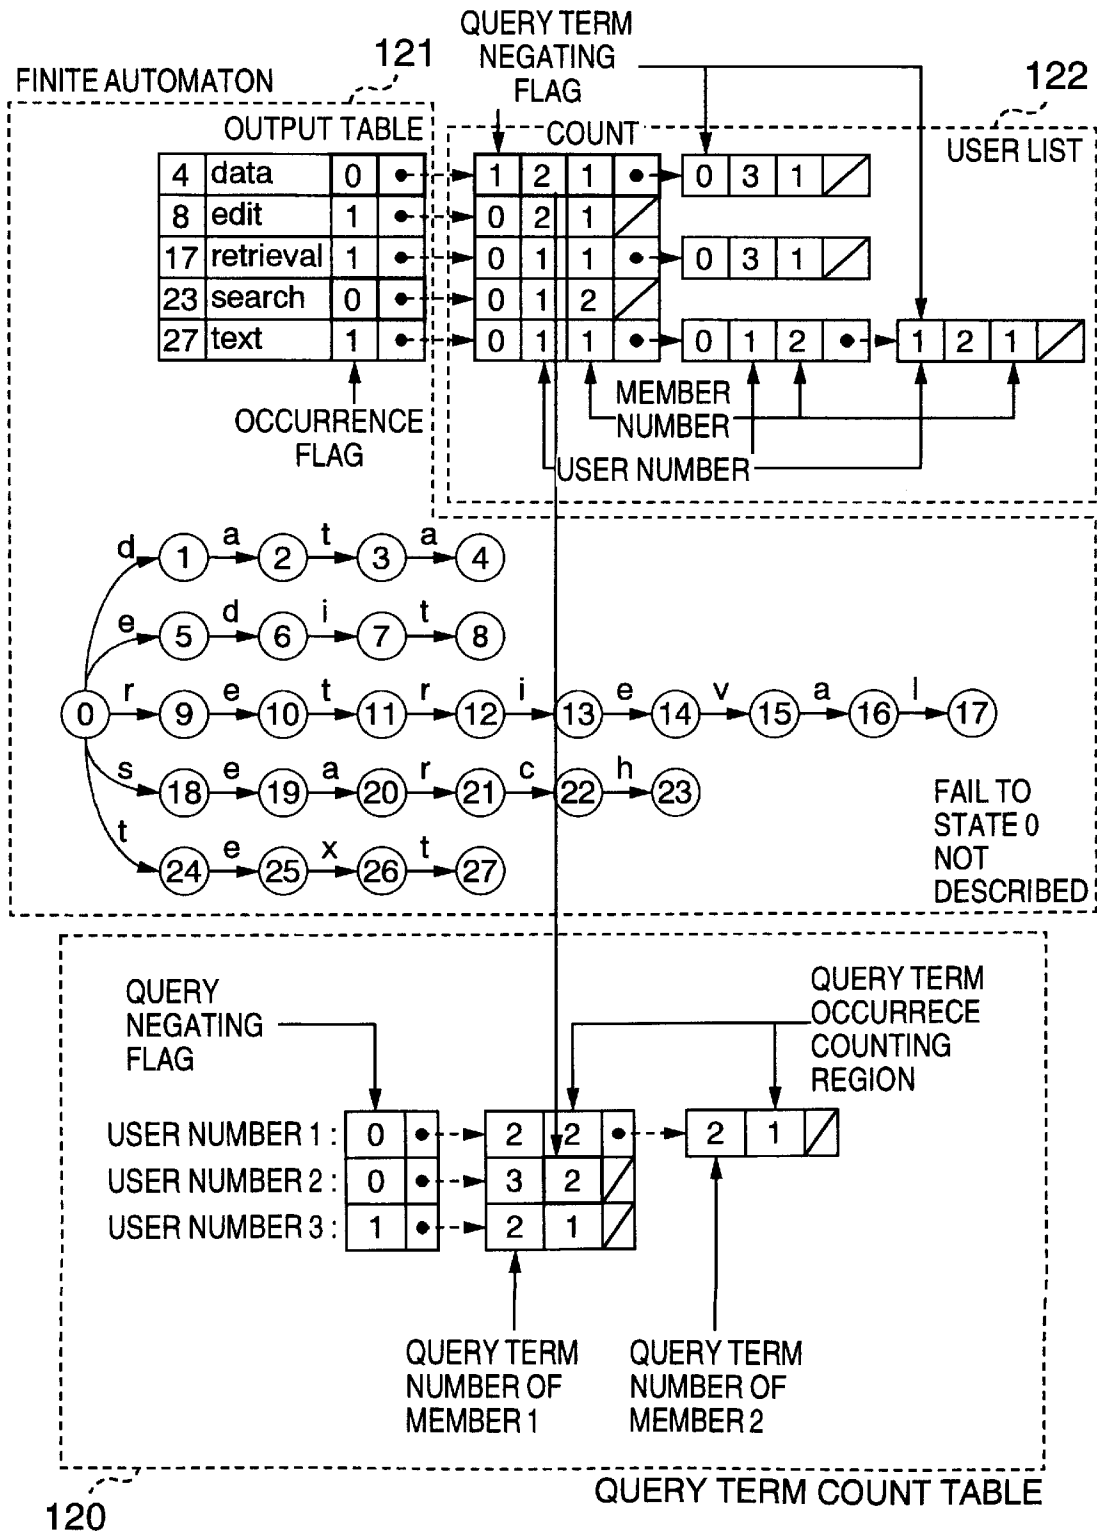 QUERY TERM
NEGATING
FLAG
121
122
FINITE AUTOMATON
OUTPUT TABLE
COUNT
USER LIST
4 data 0 1 2 1 0 3 1
8 edit 1 0 2 1
17 retrieval 1 0 1 1 0 3 1
23 search 0 0 1 2
27 text 1 0 1 1 0 1 2 1 2 1
OCCURRENCE
FLAG
MEMBER
NUMBER
USER NUMBER
d a t a
1 2 3 4
e d i t
5 6 7 8
r e t r i e v a l
0 9 10 11 12 13 14 15 16 17
s e a r c h
18 19 20 21 22 23
t e x t
24 25 26 27
FAIL TO
STATE 0
NOT
DESCRIBED
QUERY
NEGATING
FLAG
QUERY TERM
OCCURRECE
COUNTING
REGION
USER NUMBER 1 : 0 2 2 2 1
USER NUMBER 2 : 0 3 2
USER NUMBER 3 : 1 2 1
QUERY TERM
NUMBER OF
MEMBER 1
QUERY TERM
NUMBER OF
MEMBER 2
QUERY TERM COUNT TABLE
120